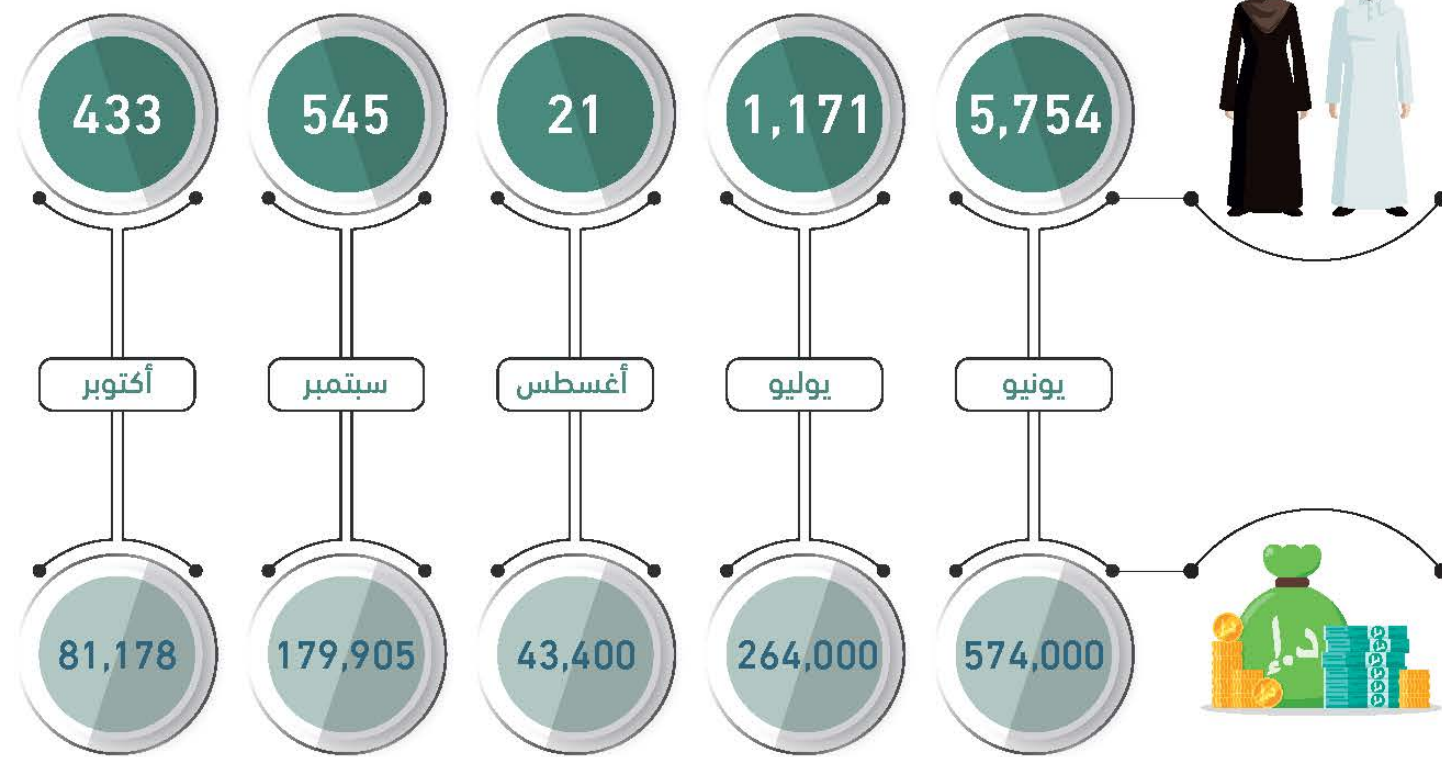 5,754
1,171
21
545
433
يونيو
يوليو
أغسطس
سبتمبر
أكتوبر
574,000
264,000
43,400
179,905
81,178
د.إ